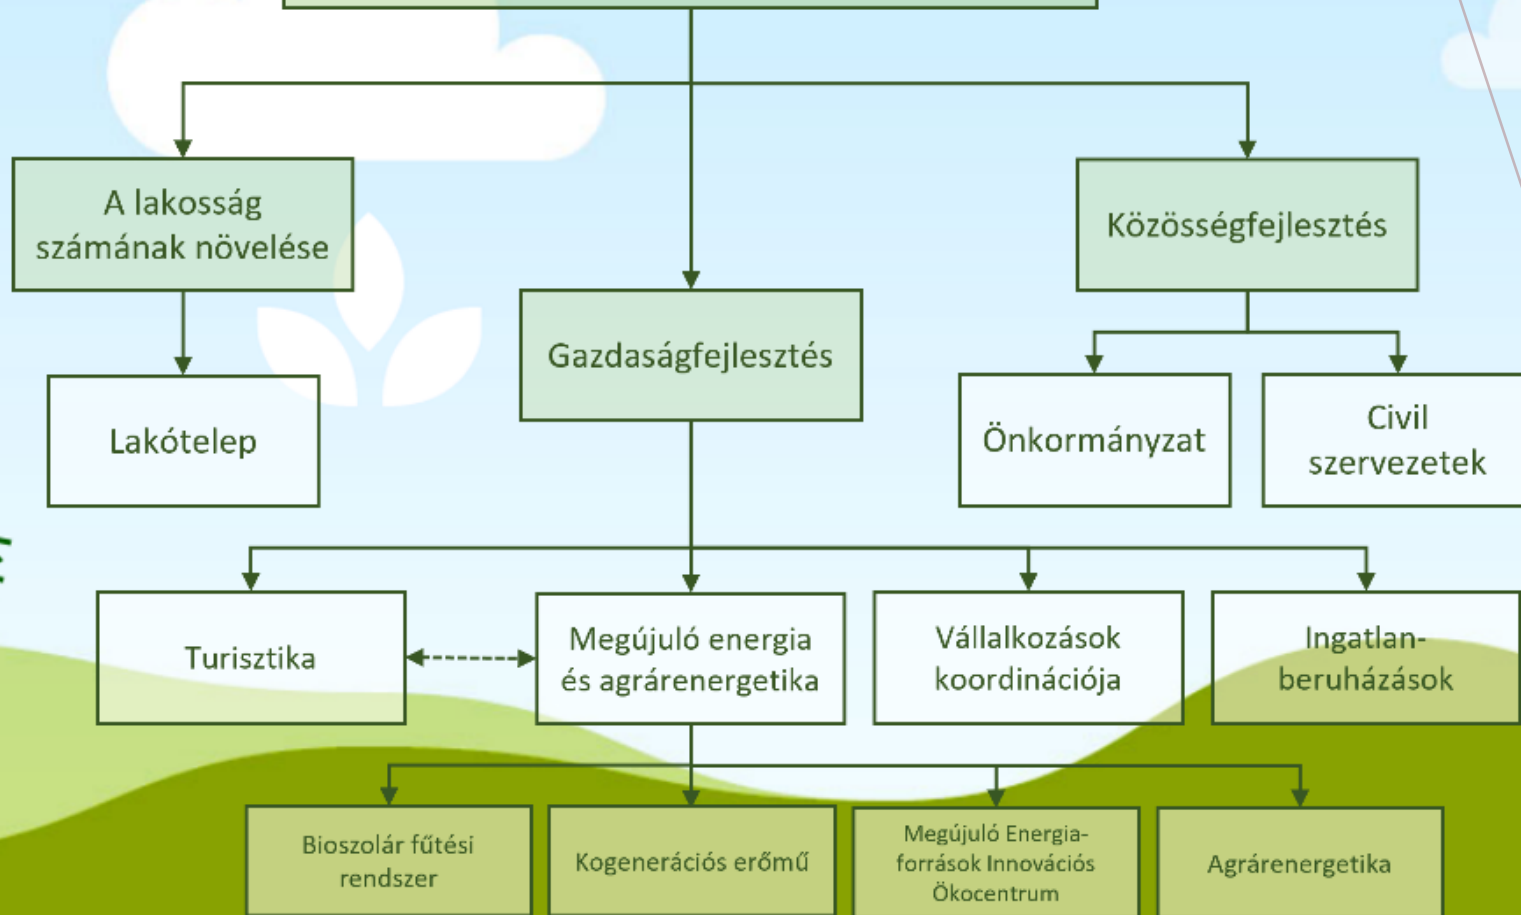 A lakosság
számának növelése
Közösségfejlesztés
Gazdaságfejlesztés
Lakótelep
Önkormányzat
Civil
szervezetek
Turisztika
Megújuló energia
és agrárenergetika
Vállalkozások
koordinációja
Ingatlan-
beruházások
Bioszolár fűtési
rendszer
Kogenerációs erőmű
Megújuló Energia-
források Innovációs
Ökocentrum
Agrárenergetika